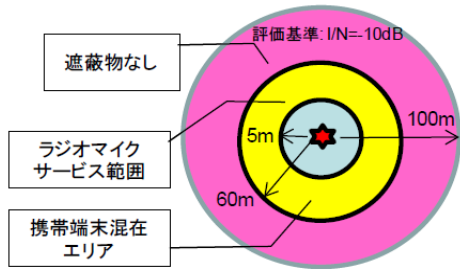 評価基準: I/N=-10dB
遮蔽物なし
100m
5m
ラジオマイク
サービス範囲
60m
携帯端末混在
エリア